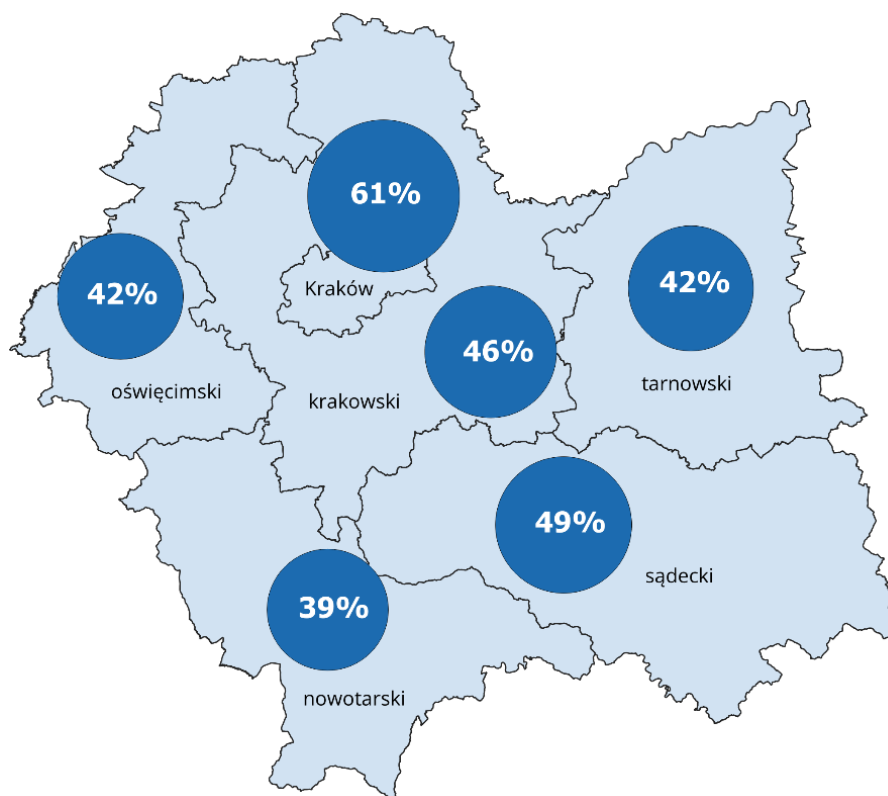 61%
Kraków
42%
oświęcimski
46%
krakowski
42%
tarnowski
49%
sądecki
39%
nowotarski